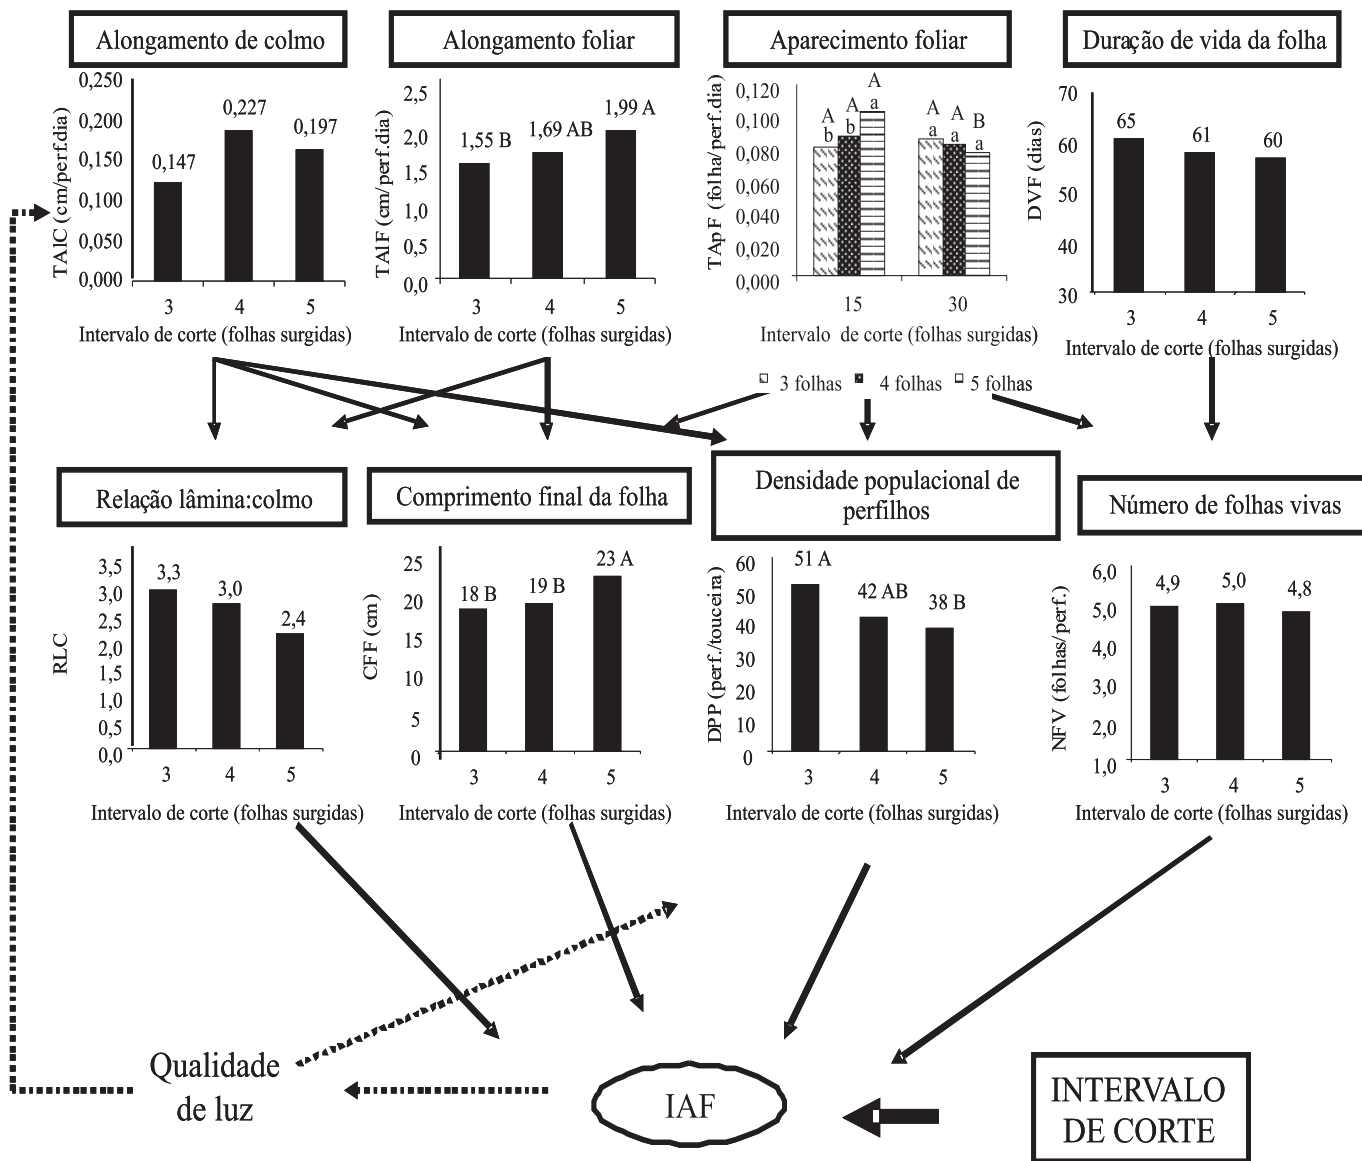 Alongamento de colmo
Alongamento foliar
Aparecimento foliar
Duração de vida da folha
TAlC (cm/perf.dia)
0,250
0,200
0,150
0,100
0,050
0,000
0,147
0,227
0,197
3 4 5
Intervalo de corte (folhas surgidas)
TAlF (cm/perf.dia)
2,5
2,0
1,5
1,0
0,5
0,0
1,55 B
1,69 AB
1,99 A
3 4 5
Intervalo de corte (folhas surgidas)
TApF (folha/perf.dia)
0,120
0,100
0,080
0,060
0,040
0,020
0,000
A b
A b
A a
A a
A a
B a
15 30
Intervalo de corte (folhas surgidas)
3 folhas 4 folhas 5 folhas
DVF (dias)
70
60
50
40
30
65
61
60
3 4 5
Intervalo de corte (folhas surgidas)
Relação lâmina:colmo
Comprimento final da folha
Densidade populacional de
perfilhos
Número de folhas vivas
RLC
3,5
3,0
2,5
2,0
1,5
1,0
0,5
0,0
3,3
3,0
2,4
3 4 5
Intervalo de corte (folhas surgidas)
CFF (cm)
25
20
15
10
5
0
18 B
19 B
23 A
3 4 5
Intervalo de corte (folhas surgidas)
DPP (perf./touceira)
60
50
40
30
20
10
0
51 A
42 AB
38 B
3 4 5
Intervalo de corte (folhas surgidas)
NFV (folhas/perf.)
6,0
5,0
4,0
3,0
2,0
1,0
4,9
5,0
4,8
3 4 5
Intervalo de corte (folhas surgidas)
Qualidade
de luz
IAF
INTERVALO
DE CORTE